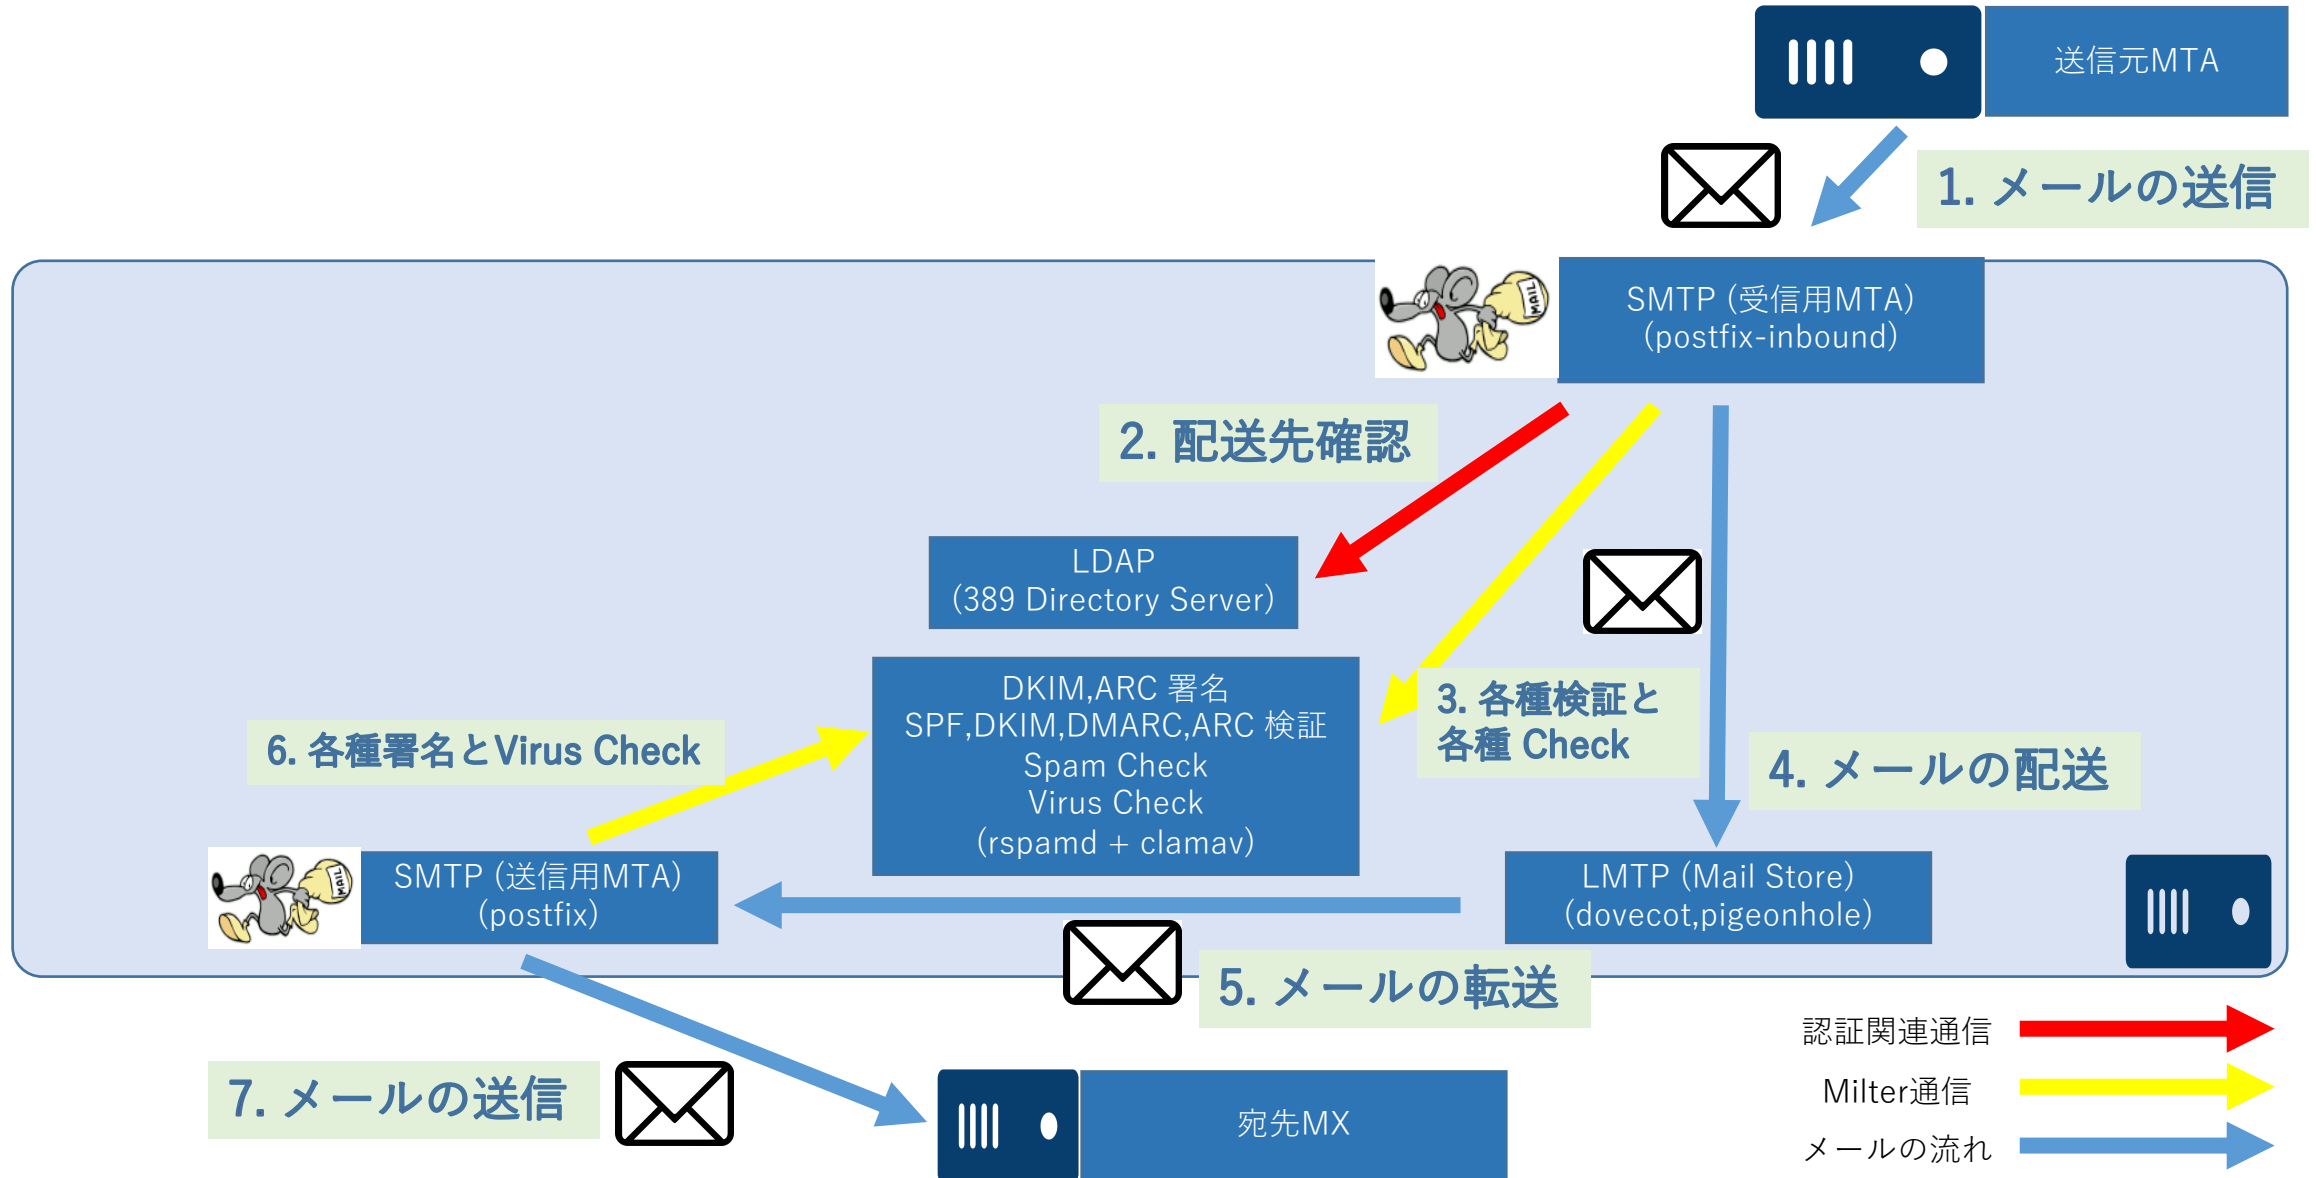 送信元MTA
1. メールの送信
SMTP (受信用MTA)
(postfix-inbound)
MAIL
2. 配送先確認
LDAP
(389 Directory Server)
DKIM,ARC 署名
SPF,DKIM,DMARC,ARC 検証
Spam Check
Virus Check
(rspamd + clamav)
3. 各種検証と
各種 Check
4. メールの配送
6. 各種署名とVirus Check
SMTP (送信用MTA)
(postfix)
MAIL
LMTP (Mail Store)
(dovecot,pigeonhole)
5. メールの転送
7. メールの送信
宛先MX
認証関連通信
Milter通信
メールの流れ